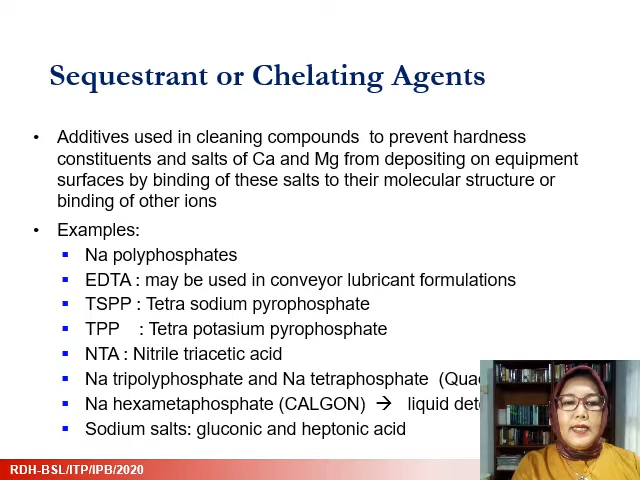 Sequestrant or Chelating Agents
• Additives used in cleaning compounds to prevent hardness
constituents and salts of Ca and Mg from depositing on equipment
surfaces by binding of these salts to their molecular structure or
binding of other ions
• Examples:
▪ Na polyphosphates
▪ EDTA : may be used in conveyor lubricant formulations
▪ TSPP : Tetra sodium pyrophosphate
▪ TPP : Tetra potasium pyrophosphate
▪ NTA : Nitrile triacetic acid
▪ Na tripolyphosphate and Na tetraphosphate
▪ Na hexametaphosphate (CALGON) → liquid
▪ Sodium salts: gluconic and heptonic acid
RDH-BSL/ITP/IPB/2020